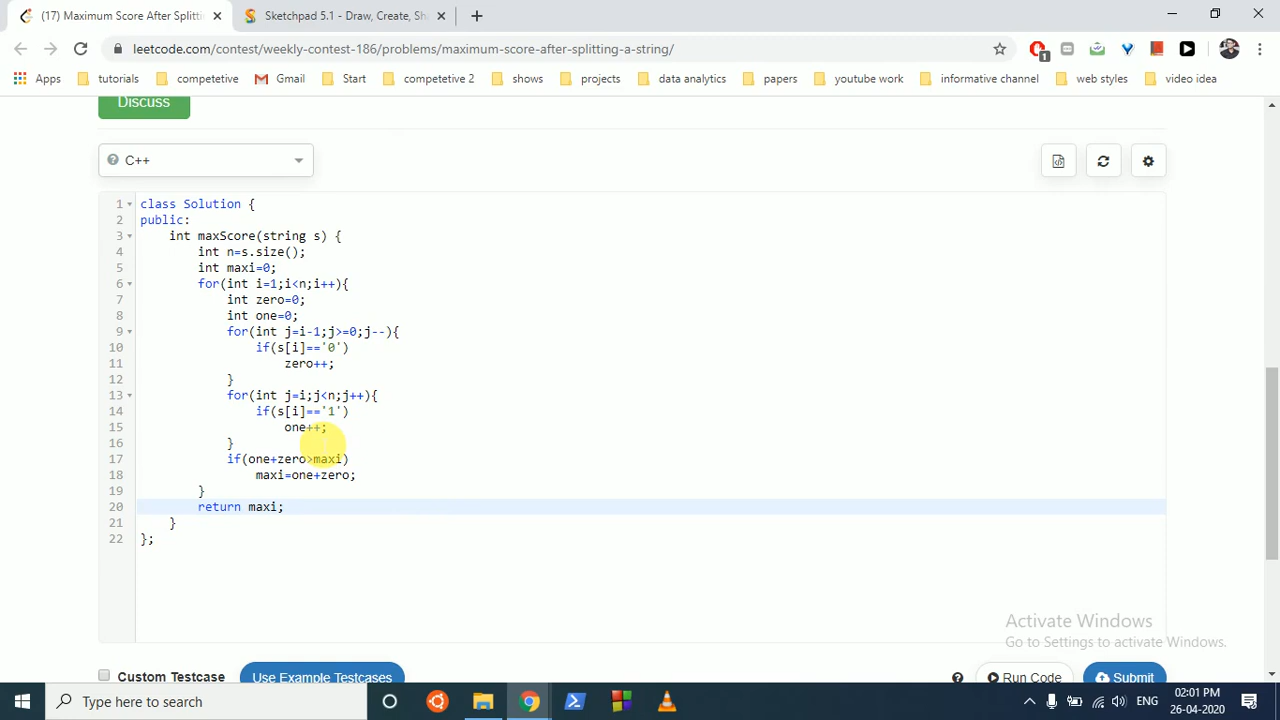 (17) Maximum Score After Splitti
Sketchpad 5.1 - Draw, Create, Sh
leetcode.com/contest/weekly-contest-186/problems/maximum-score-after-splitting-a-string/
1
Apps tutorials competetive Gmail Start competetive 2 shows projects data analytics papers youtube work informative channel web styles video idea
Discuss
C++
1 class Solution {
2 public:
3 int maxScore(string s) {
4 int n=s.size();
5 int maxi=0;
6 for(int i=1;i<n;i++){
7 int zero=0;
8 int one=0;
9 for(int j=i-1;j>=0;j--){
10 if(s[i]=='0')
11 zero++;
12 }
13 for(int j=i;j<n;j++){
14 if(s[i]=='1')
15 one++;
16 }
17 if(one+zero>maxi)
18 maxi=one+zero;
19 }
20 return maxi;
21 }
22 };
Activate Windows
Go to Settings to activate Windows.
Custom Testcase Use Example Testcases Run Code Submit
Type here to search
ENG
02:01 PM
26-04-2020